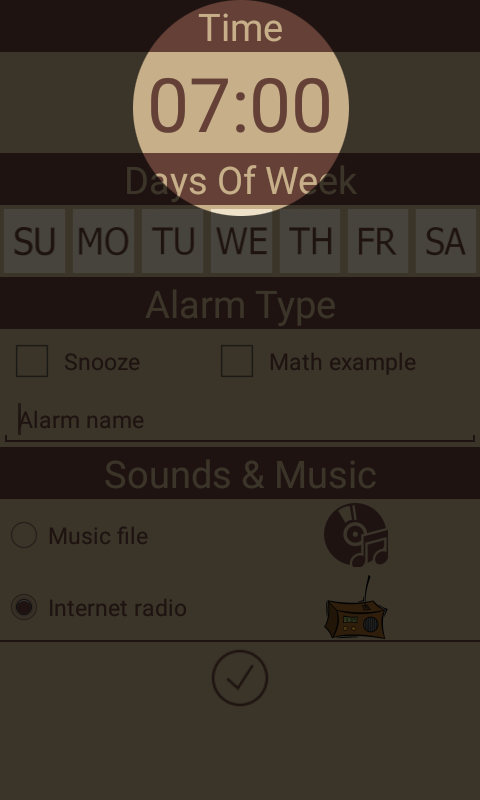 Time
07:00
Days Of Week
SU MO TU WE TH FR SA
Alarm Type
Snooze Math example
Alarm name
Sounds & Music
Music file
Internet radio